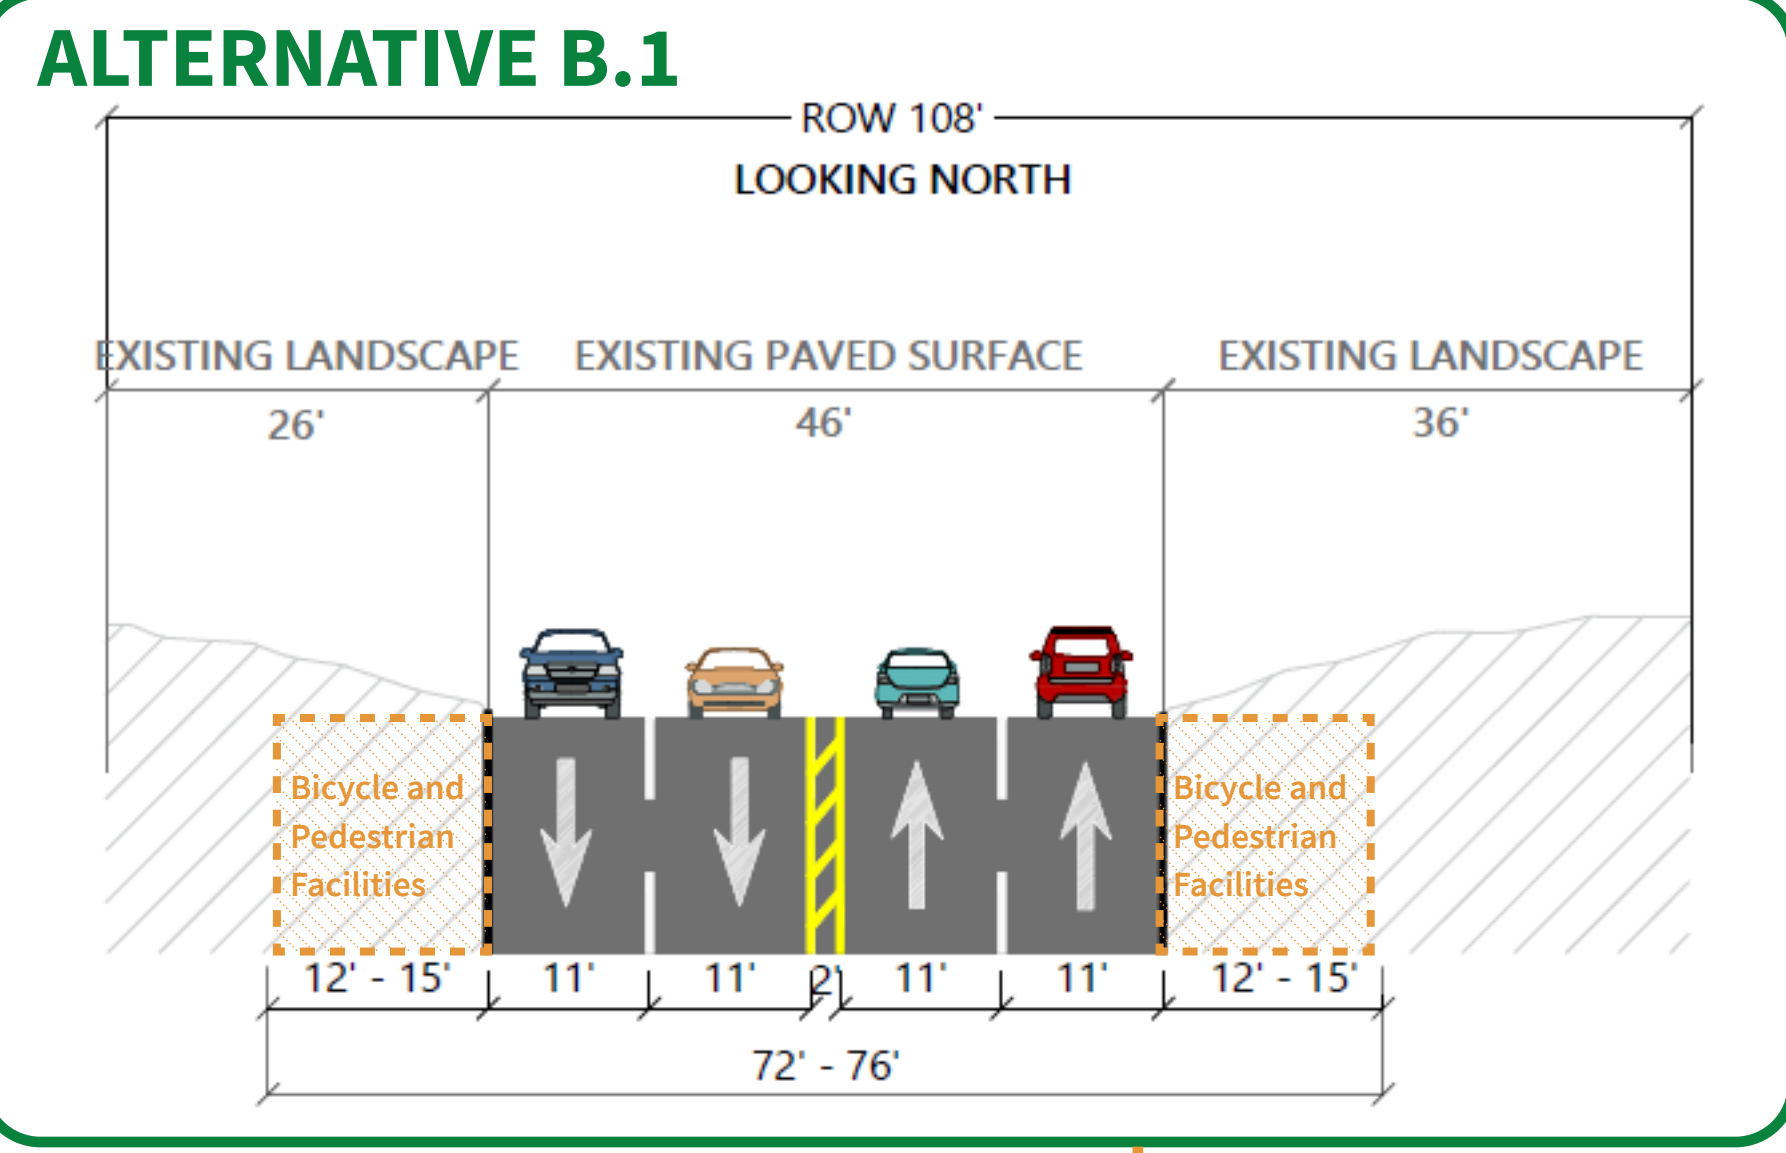 ALTERNATIVE B.1
ROW 108'
LOOKING NORTH
EXISTING LANDSCAPE EXISTING PAVED SURFACE EXISTING LANDSCAPE
26' 46' 36'
Bicycle and
Pedestrian
Facilities
Bicycle and
Pedestrian
Facilities
12' - 15' 11' 11' 2' 11' 11' 12' - 15'
72' - 76'